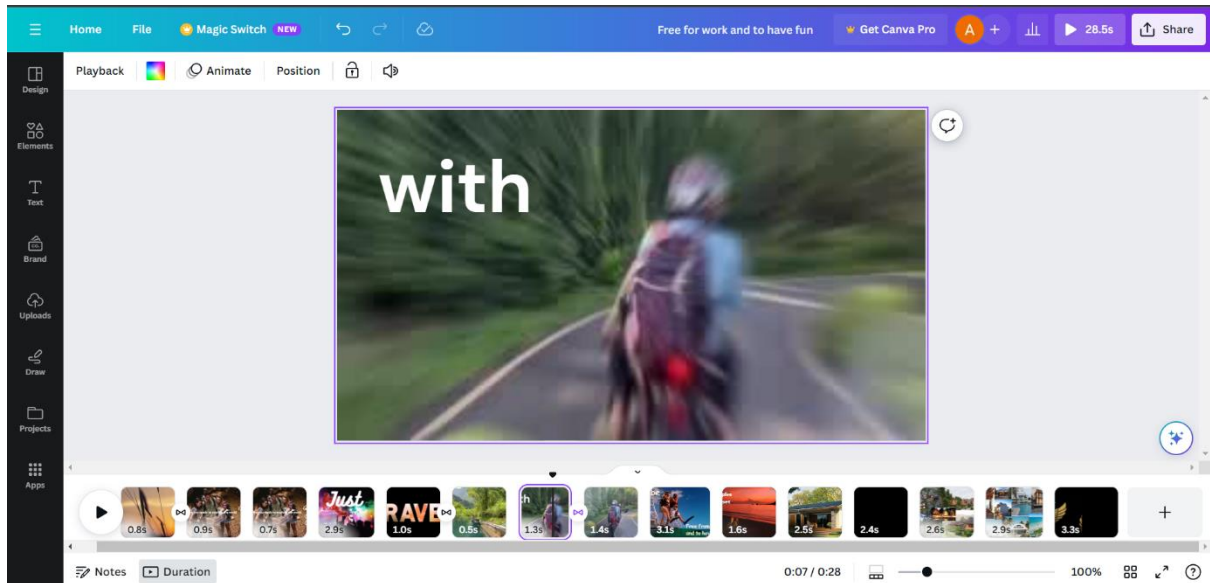 Home File Magic Switch NEW Free for work and to have fun Get Canva Pro A + 28.5s Share
Playback Animate Position
Design
Elements
Text
Brand
Uploads
Draw
Projects
Apps
with
0.8s 0.9s 0.7s Just 2.9s RAVE 1.0s 0.5s th 1.3s 1.4s 3.1s 1.6s 2.5s 2.4s 2.6s 2.9s 3.3s +
Notes Duration 0:07 / 0:28 100%